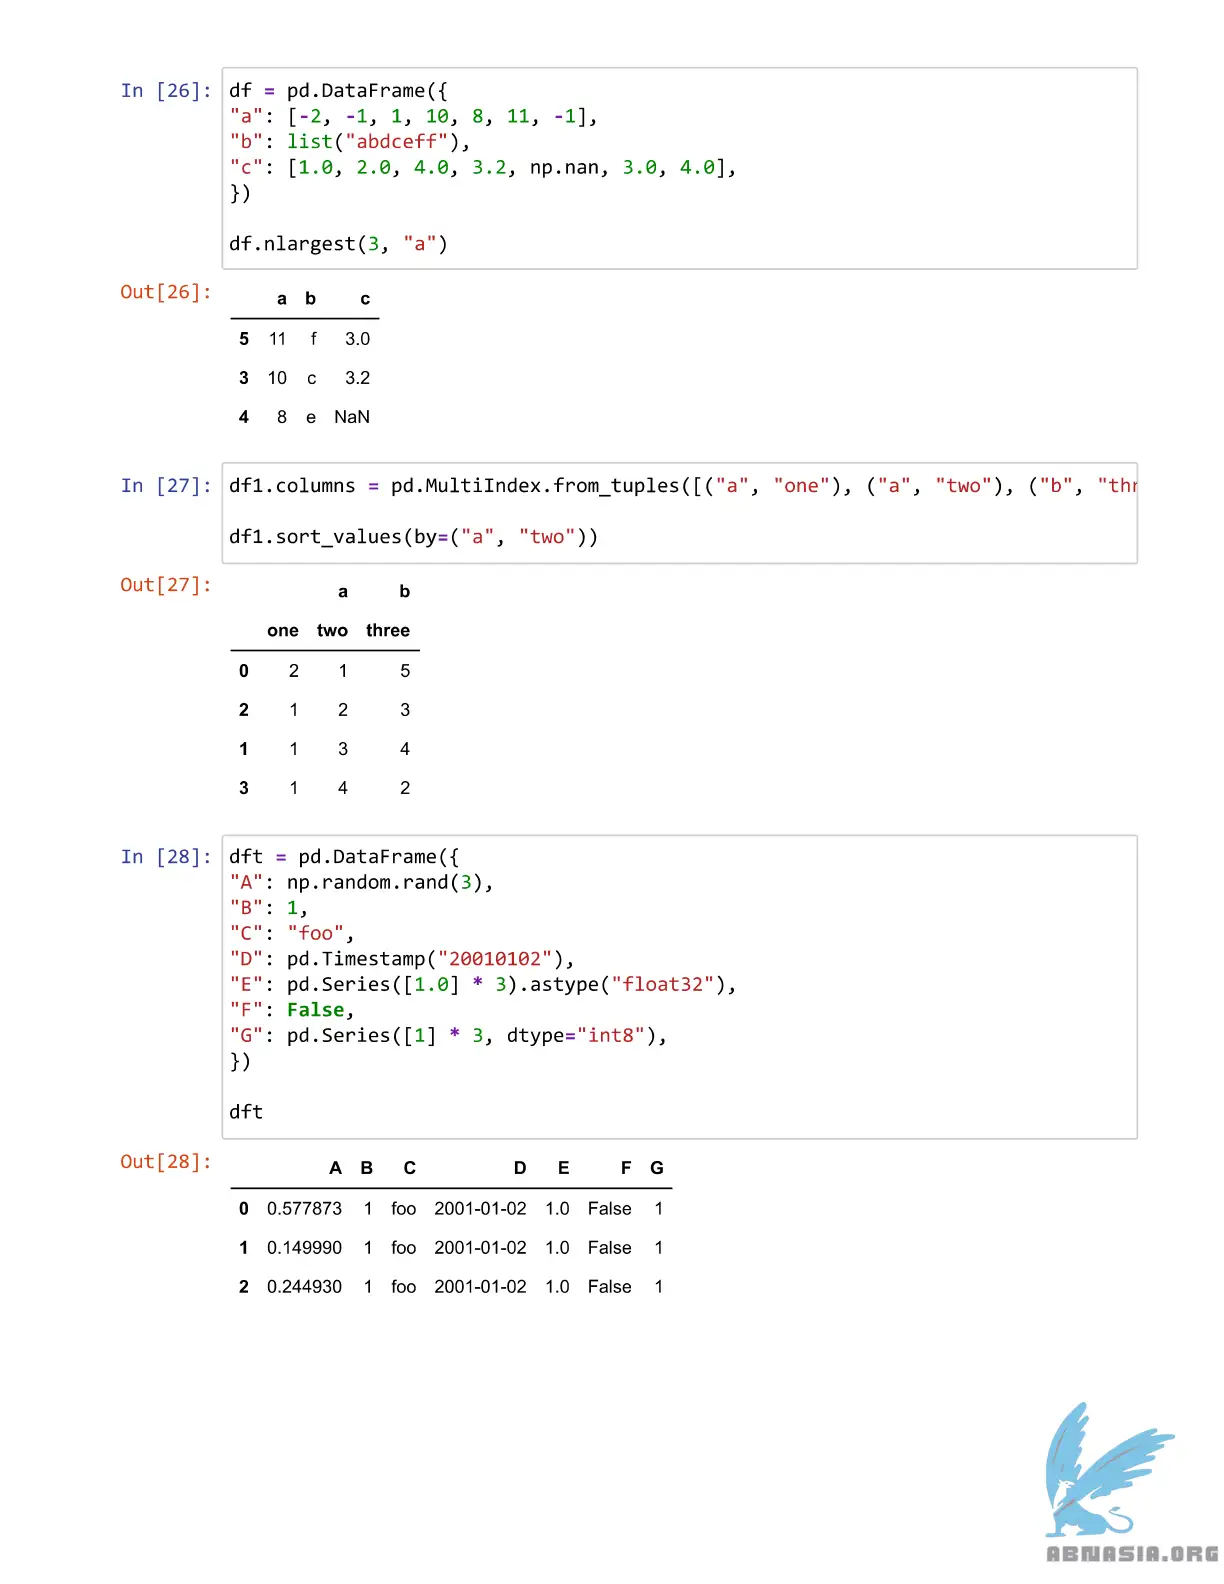 In [26]: df = pd.DataFrame({
"a": [-2, -1, 1, 10, 8, 11, -1],
"b": list("abdceff"),
"c": [1.0, 2.0, 4.0, 3.2, np.nan, 3.0, 4.0],
})
df.nlargest(3, "a")
Out[26]:
a b c
5 11 f 3.0
3 10 c 3.2
4 8 e NaN
In [27]: df1.columns = pd.MultiIndex.from_tuples([("a", "one"), ("a", "two"), ("b", "thr
df1.sort_values(by=("a", "two"))
Out[27]:
a b
one two three
0 2 1 5
2 1 2 3
1 1 3 4
3 1 4 2
In [28]: dft = pd.DataFrame({
"A": np.random.rand(3),
"B": 1,
"C": "foo",
"D": pd.Timestamp("20010102"),
"E": pd.Series([1.0] * 3).astype("float32"),
"F": False,
"G": pd.Series([1] * 3, dtype="int8"),
})
dft
Out[28]:
A B C D E F G
0 0.577873 1 foo 2001-01-02 1.0 False 1
1 0.149990 1 foo 2001-01-02 1.0 False 1
2 0.244930 1 foo 2001-01-02 1.0 False 1
ABNASIA.ORG